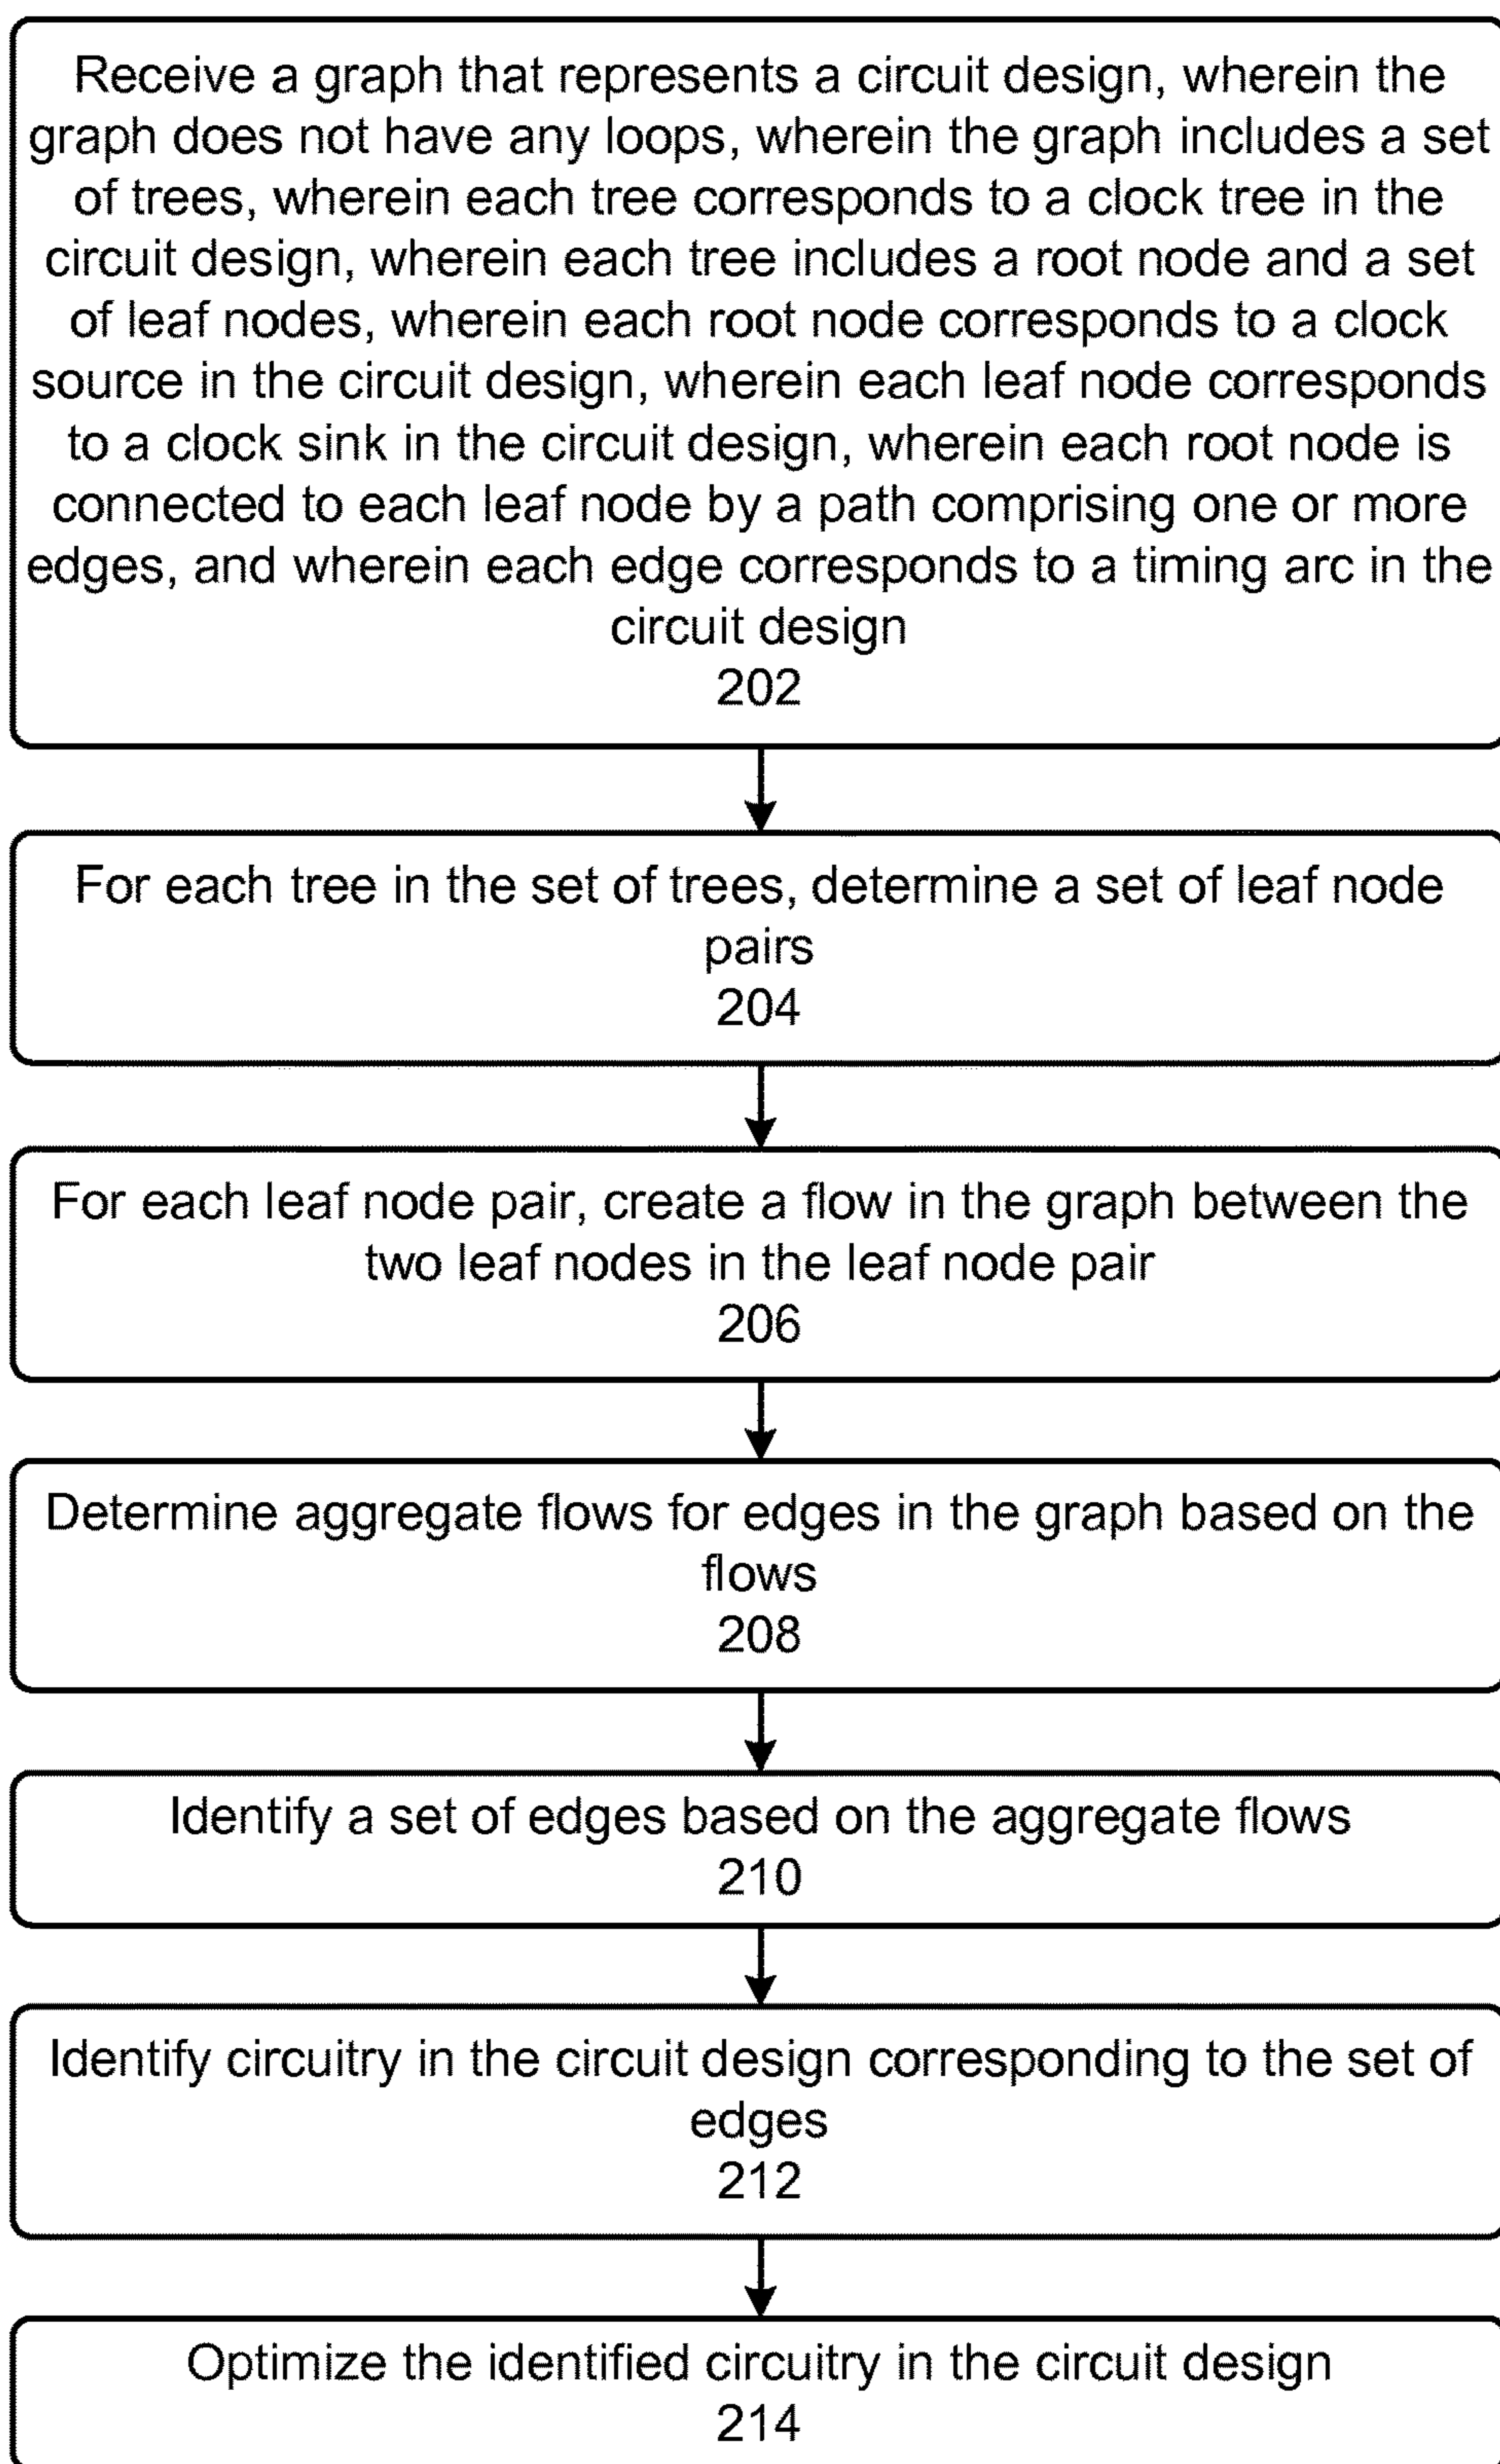 Receive a graph that represents a circuit design, wherein the
graph does not have any loops, wherein the graph includes a set
of trees, wherein each tree corresponds to a clock tree in the
circuit design, wherein each tree includes a root node and a set
of leaf nodes, wherein each root node corresponds to a clock
source in the circuit design, wherein each leaf node corresponds
to a clock sink in the circuit design, wherein each root node is
connected to each leaf node by a path comprising one or more
edges, and wherein each edge corresponds to a timing arc in the
circuit design
202
For each tree in the set of trees, determine a set of leaf node
pairs
204
For each leaf node pair, create a flow in the graph between the
two leaf nodes in the leaf node pair
206
Determine aggregate flows for edges in the graph based on the
flows
208
Identify a set of edges based on the aggregate flows
210
Identify circuitry in the circuit design corresponding to the set of
edges
212
Optimize the identified circuitry in the circuit design
214